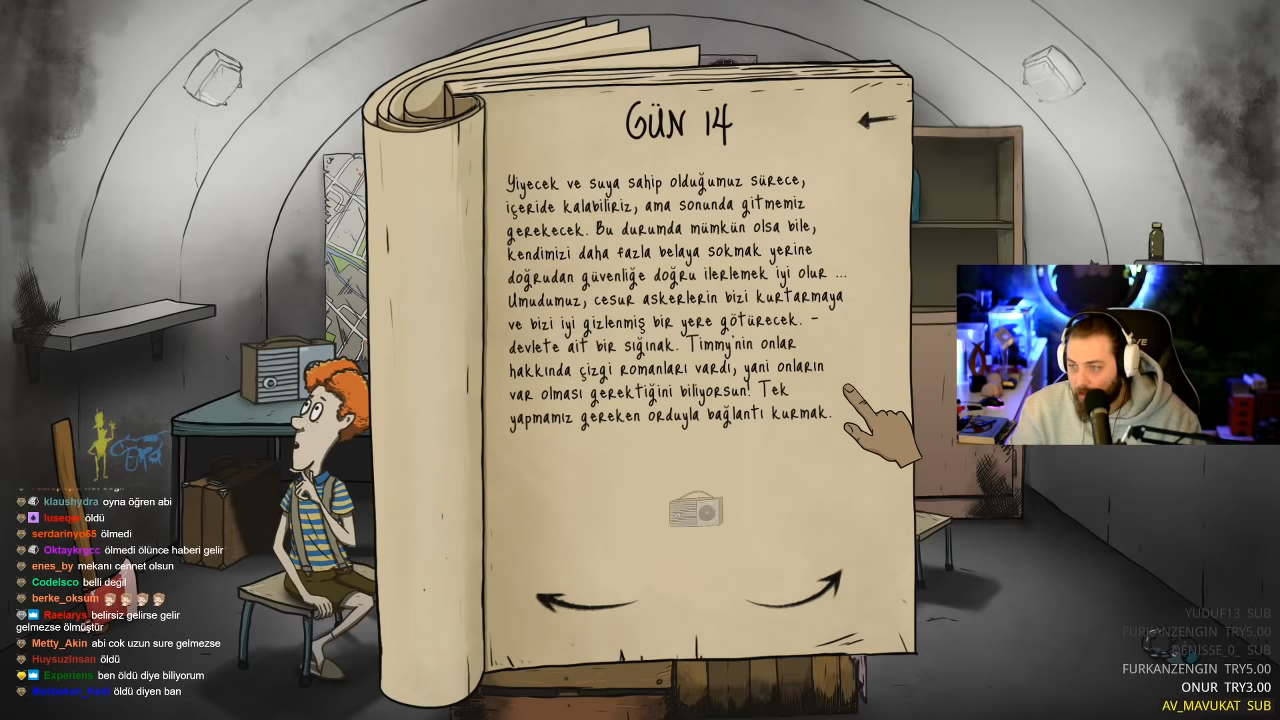 GÜN 14
Yiyecek ve suya sahip olduğumuz sürece,
içeride kalabiliriz, ama sonunda gitmemiz
gerekecek. Bu durumda mümkün olsa bile,
kendimizi daha fazla belaya sokmak yerine
doğrudan güvenliğe doğru ilerlemek iyi olur ...
Umudumuz, cesur askerlerin bizi kurtarmaya
ve bizi iyi gizlenmiş bir yere götürecek. -
devlete ait bir sığınak. Timmy'nin onlar
hakkında çizgi romanları vardı, yani onların
var olması gerektiğini biliyorsun! Tek
yapmamız gereken orduyla bağlantı kurmak.
klaushydra oyna öğren abi
öldü
serdarinyo65 ölmedi
Oktaykrgcc ölmedi ölünce haberi gelir
enes_by mekanı cennet olsun
Codelsco belli değil
berke_oksum
Raelarys belirsiz gelirse gelir
gelmezse ölmüştür
Metty_Akin abi cok uzun sure gelmezse
HuysuzInsan öldü
Experiens ben öldü diye biliyorum
öldü diyen ban
YUDUF13 SUB
FURKANZENGIN TRY5.00
DENISSE_0_ SUB
FURKANZENGIN TRY5.00
ONUR TRY3.00
AV_MAVUKAT SUB